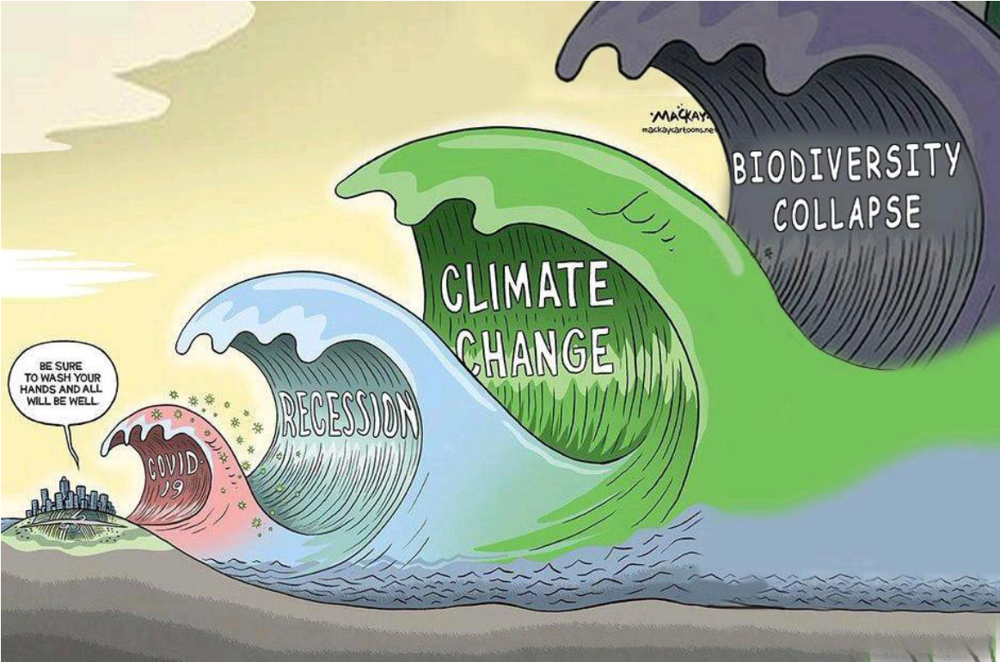 BE SURE
TO WASH YOUR
HANDS AND ALL
WILL BE WELL.
COVID-
19
RECESSION
CLIMATE
CHANGE
BIODIVERSITY
COLLAPSE
MACKAY
mackaycartoons.net